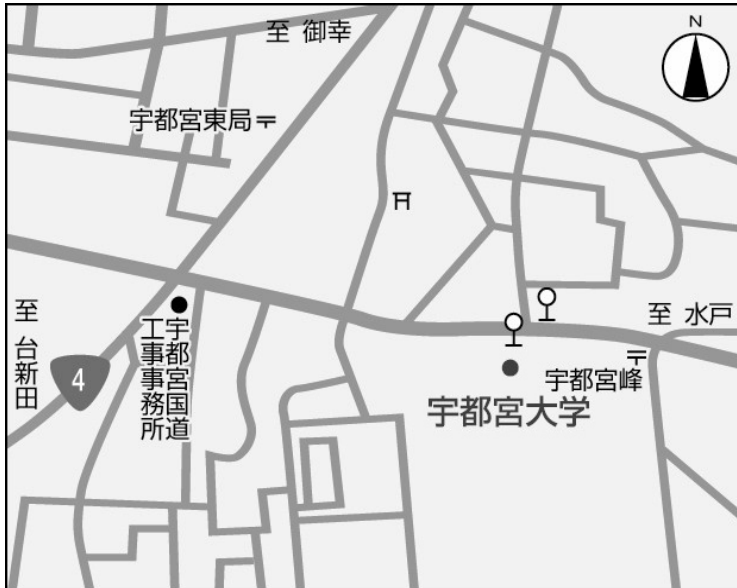 至 御幸
N
宇都宮東局〒
至 水戸
至 台新田
4
宇都宮国道
工事事務所
〒
宇都宮峰
宇都宮大学